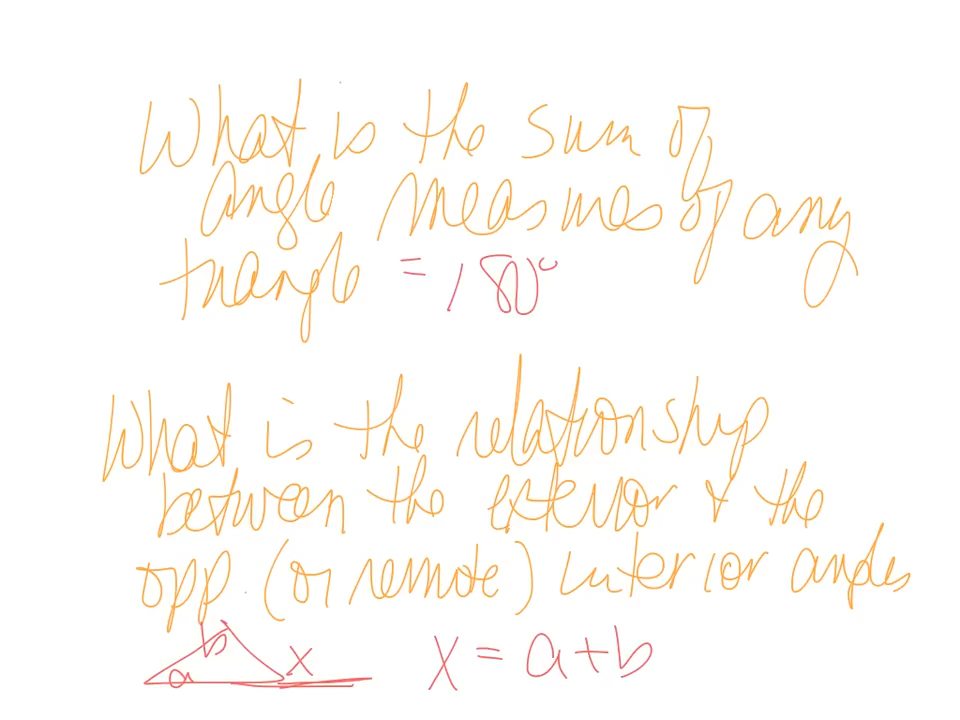 What is the sum of
angle measures of any
triangle = 180°
What is the relationship
between the exterior & the
opp. (or remote) interior angles
b
a x x = a + b